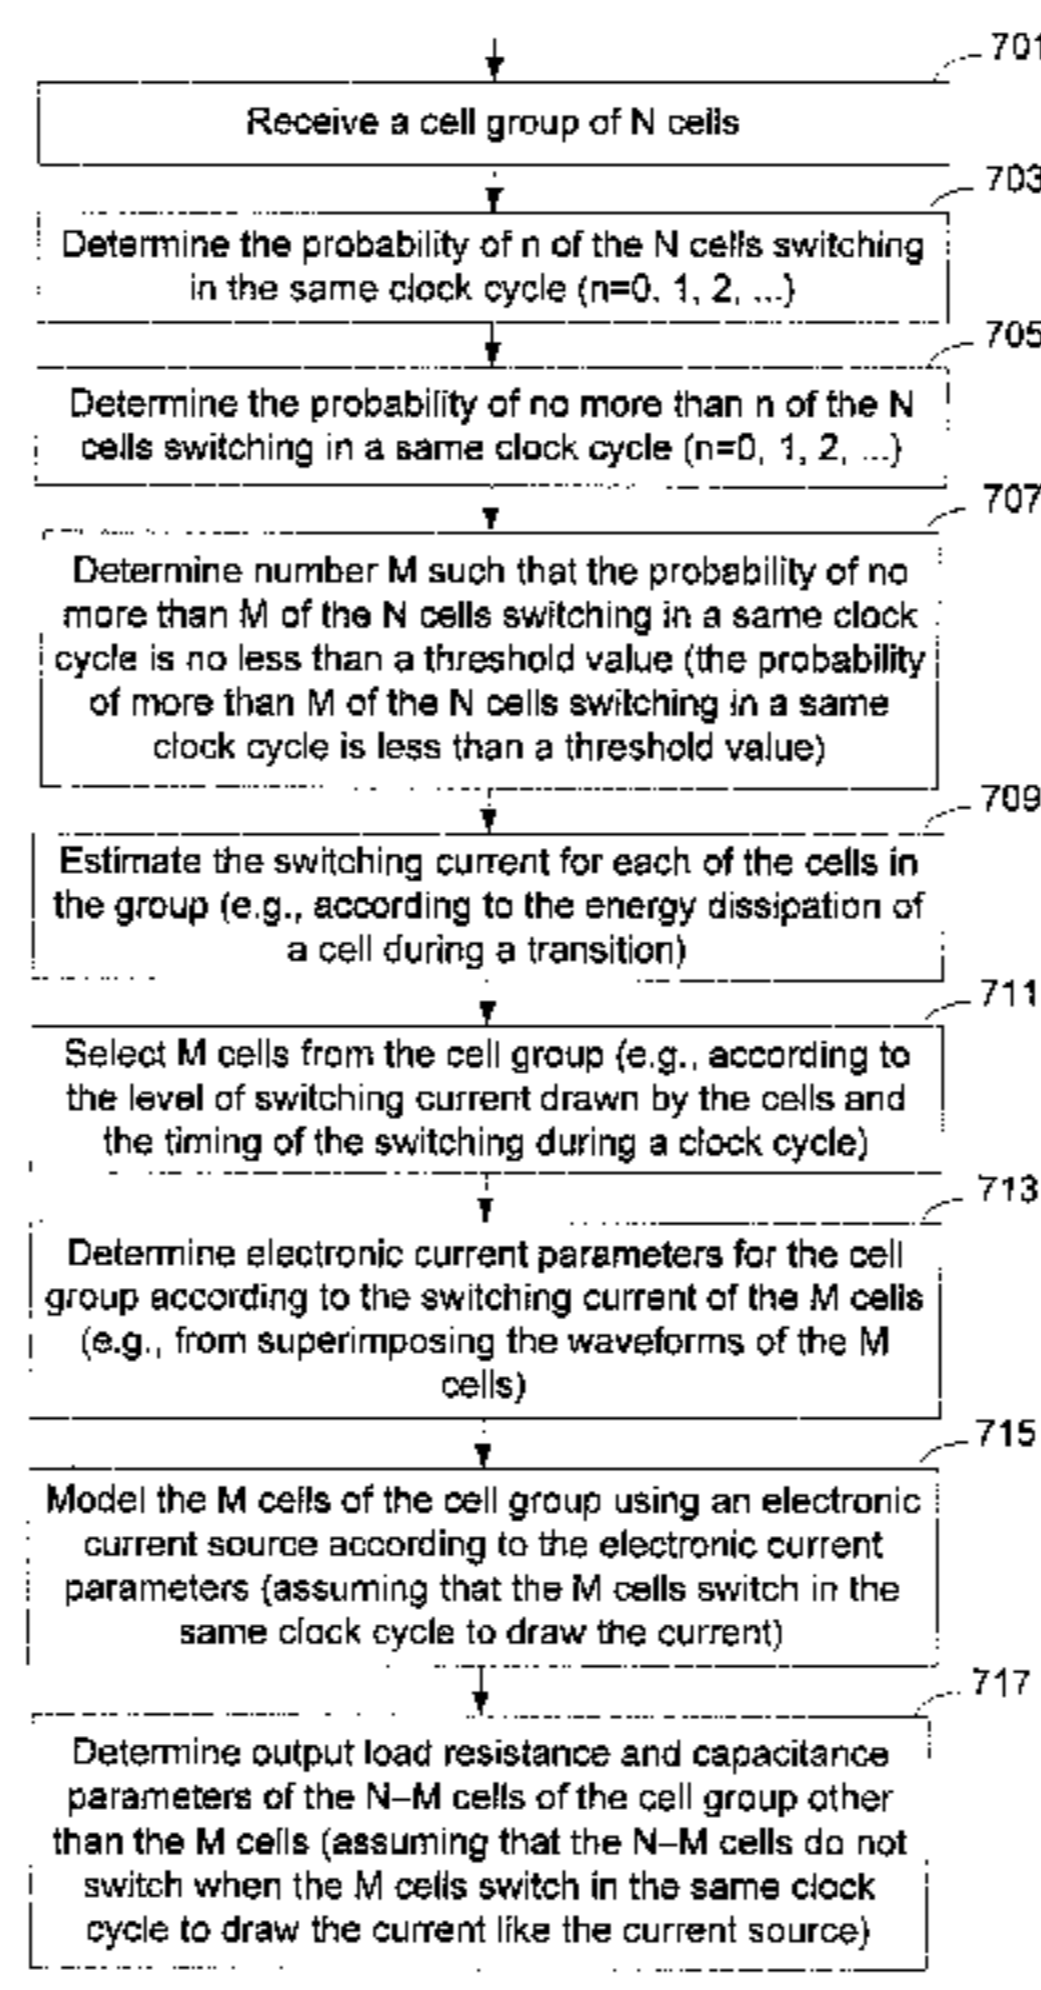 701
Receive a cell group of N cells
703
Determine the probability of n of the N cells switching
in the same clock cycle (n=0, 1, 2, ...)
705
Determine the probability of no more than n of the N
cells switching in a same clock cycle (n=0, 1, 2, ...)
707
Determine number M such that the probability of no
more than M of the N cells switching in a same clock
cycle is no less than a threshold value (the probability
of more than M of the N cells switching in a same
clock cycle is less than a threshold value)
709
Estimate the switching current for each of the cells in
the group (e.g., according to the energy dissipation of
a cell during a transition)
711
Select M cells from the cell group (e.g., according to
the level of switching current drawn by the cells and
the timing of the switching during a clock cycle)
713
Determine electronic current parameters for the cell
group according to the switching current of the M cells
(e.g., from superimposing the waveforms of the M
cells)
715
Model the M cells of the cell group using an electronic
current source according to the electronic current
parameters (assuming that the M cells switch in the
same clock cycle to draw the current)
717
Determine output load resistance and capacitance
parameters of the N–M cells of the cell group other
than the M cells (assuming that the N–M cells do not
switch when the M cells switch in the same clock
cycle to draw the current like the current source)